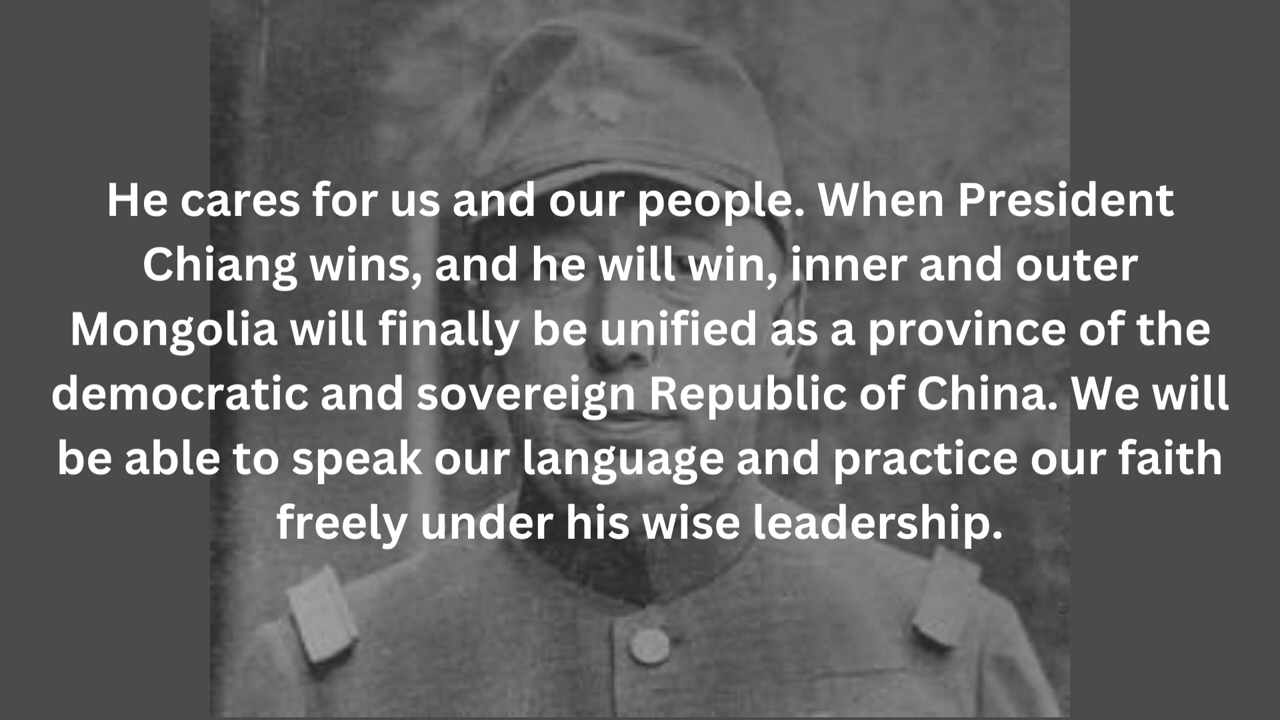 He cares for us and our people. When President
Chiang wins, and he will win, inner and outer
Mongolia will finally be unified as a province of the
democratic and sovereign Republic of China. We will
be able to speak our language and practice our faith
freely under his wise leadership.